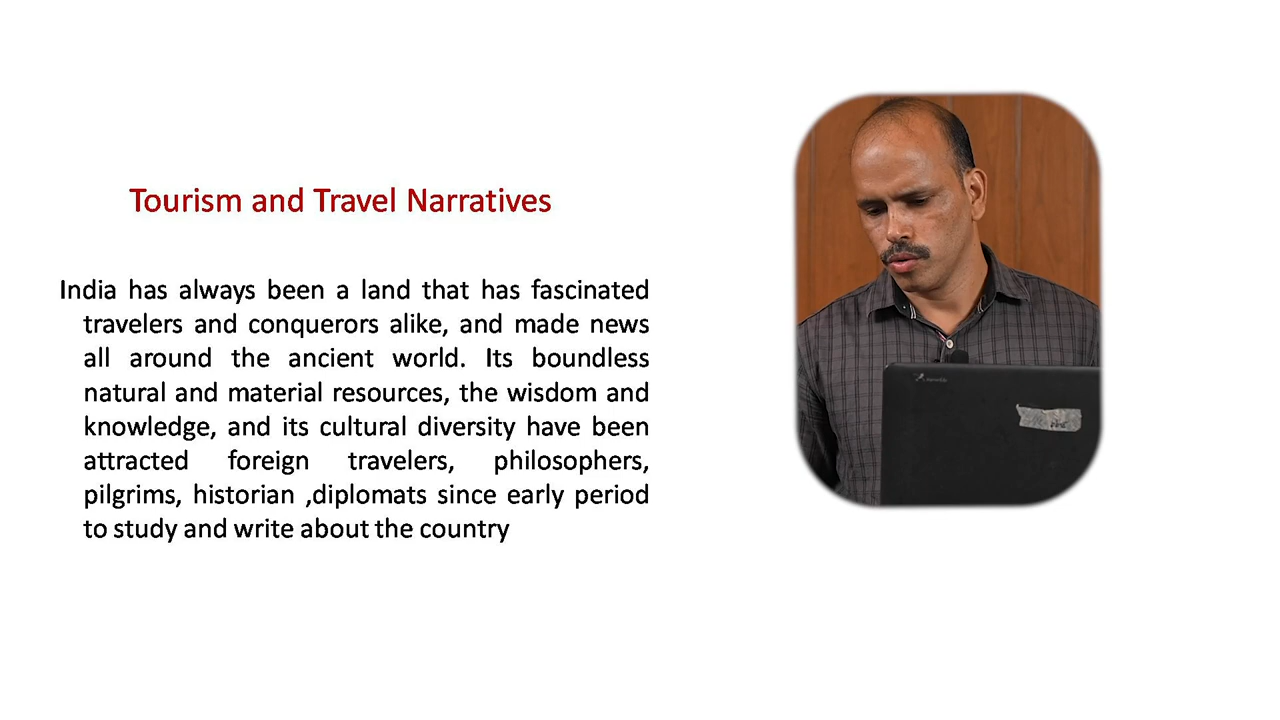 Tourism and Travel Narratives
India has always been a land that has fascinated
travelers and conquerors alike, and made news
all around the ancient world. Its boundless
natural and material resources, the wisdom and
knowledge, and its cultural diversity have been
attracted foreign travelers, philosophers,
pilgrims, historian ,diplomats since early period
to study and write about the country